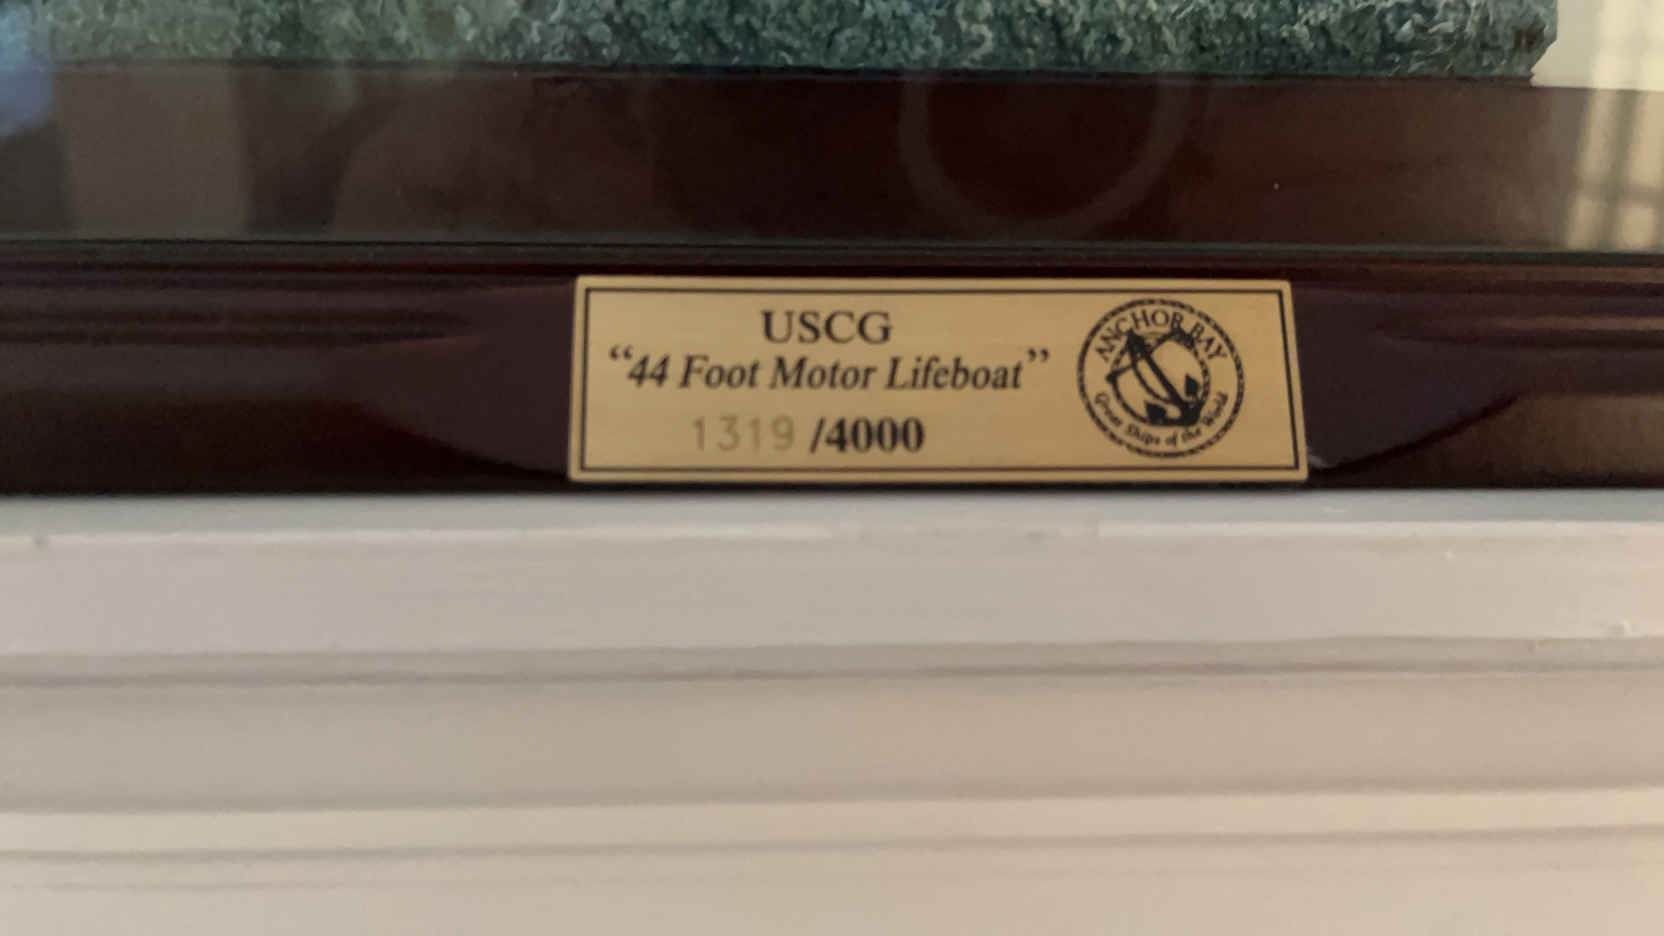 USCG
“44 Foot Motor Lifeboat”
1319 /4000
ANCHOR BAY
Great Ships of the World